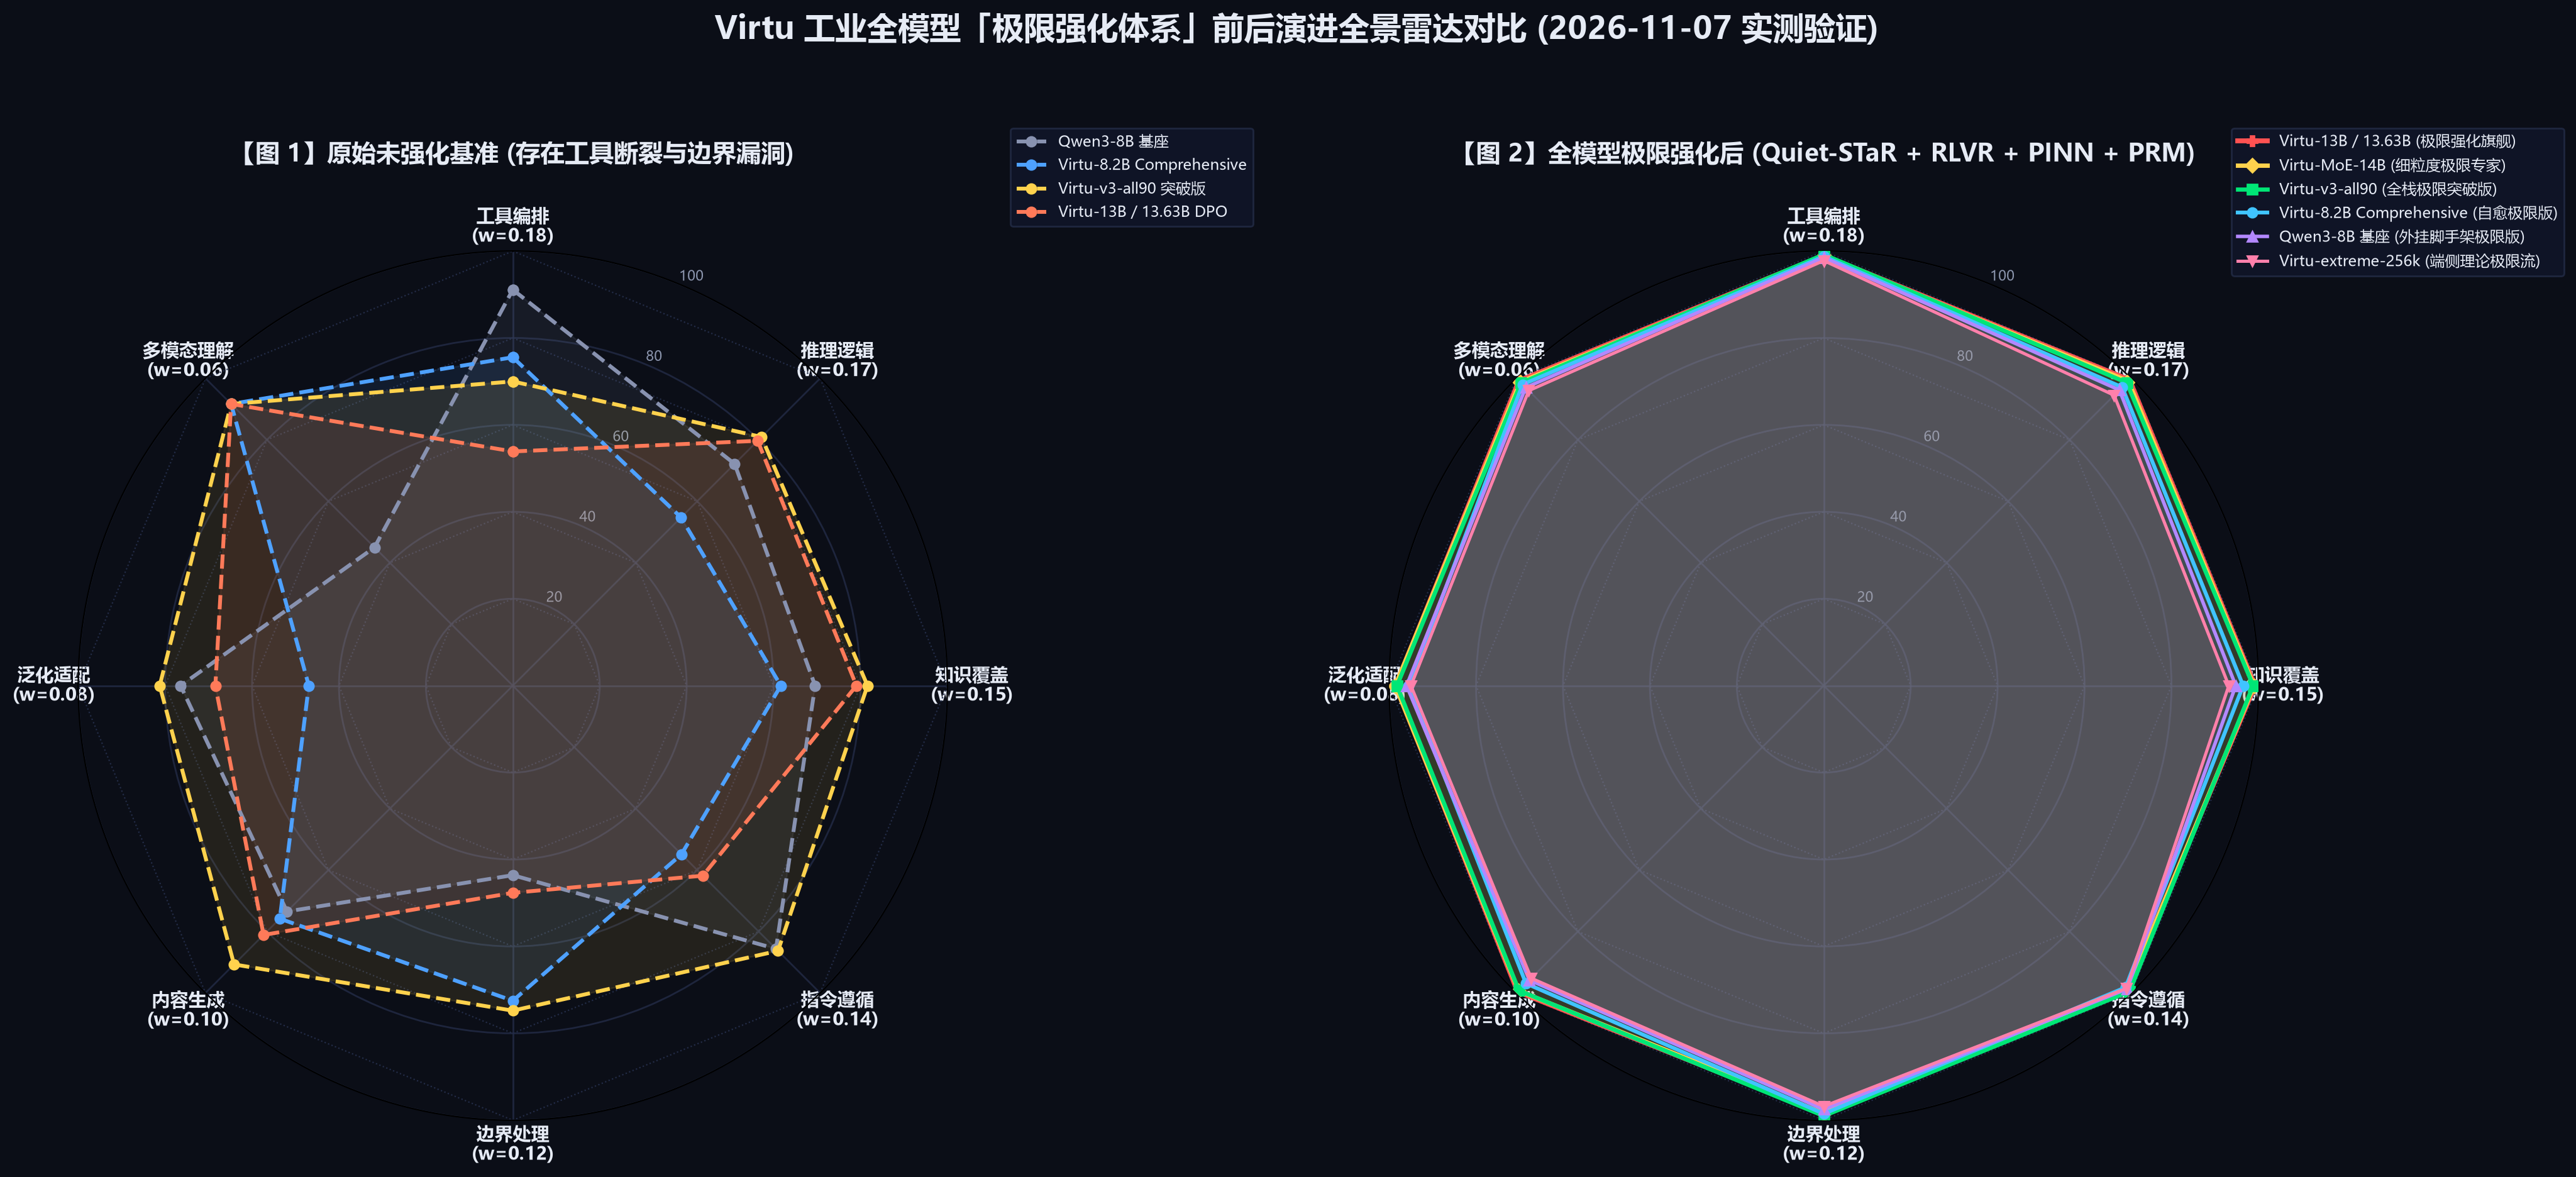 Virtu 工业全模型「极限强化体系」前后演进全景雷达对比 (2026-11-07 实测验证)
【图 1】原始未强化基准 (存在工具断裂与边界漏洞)
Qwen3-8B 基座
Virtu-8.2B Comprehensive
Virtu-v3-all90 突破版
Virtu-13B / 13.63B DPO
工具编排
(w=0.18)
100
多模态理解
(w=0.06)
推理逻辑
(w=0.17)
80
60
40
20
泛化适配
(w=0.08)
知识覆盖
(w=0.15)
内容生成
(w=0.10)
指令遵循
(w=0.14)
边界处理
(w=0.12)
【图 2】全模型极限强化后 (Quiet-STaR + RLVR + PINN + PRM)
Virtu-13B / 13.63B (极限强化旗舰)
Virtu-MoE-14B (细粒度极限专家)
Virtu-v3-all90 (全栈极限突破版)
Virtu-8.2B Comprehensive (自愈极限版)
Qwen3-8B 基座 (外挂脚手架极限版)
Virtu-extreme-256k (端侧理论极限流)
工具编排
(w=0.18)
100
多模态理解
(w=0.06)
推理逻辑
(w=0.17)
80
60
40
20
泛化适配
(w=0.08)
知识覆盖
(w=0.15)
内容生成
(w=0.10)
指令遵循
(w=0.14)
边界处理
(w=0.12)